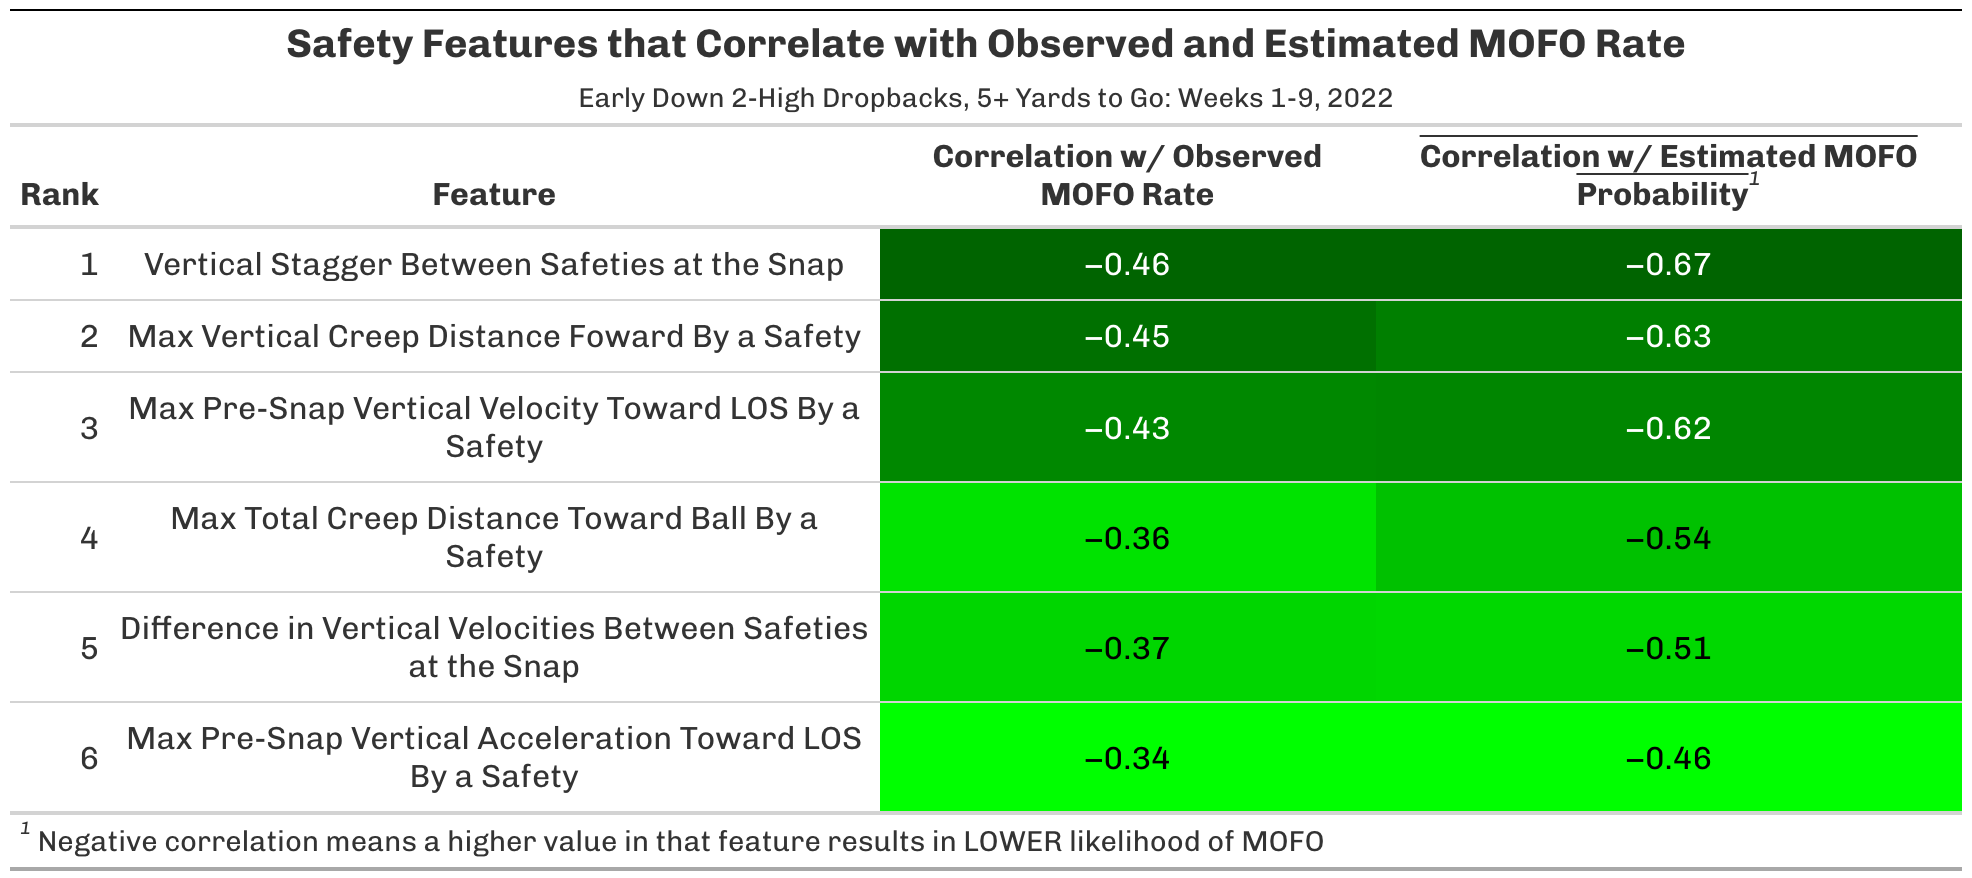 Safety Features that Correlate with Observed and Estimated MOFO Rate
Early Down 2-High Dropbacks, 5+ Yards to Go: Weeks 1-9, 2022
Rank Feature Correlation w/ Observed MOFO Rate Correlation w/ Estimated MOFO Probability1
1 Vertical Stagger Between Safeties at the Snap −0.46 −0.67
2 Max Vertical Creep Distance Foward By a Safety −0.45 −0.63
3 Max Pre-Snap Vertical Velocity Toward LOS By a Safety −0.43 −0.62
4 Max Total Creep Distance Toward Ball By a Safety −0.36 −0.54
5 Difference in Vertical Velocities Between Safeties at the Snap −0.37 −0.51
6 Max Pre-Snap Vertical Acceleration Toward LOS By a Safety −0.34 −0.46
1 Negative correlation means a higher value in that feature results in LOWER likelihood of MOFO